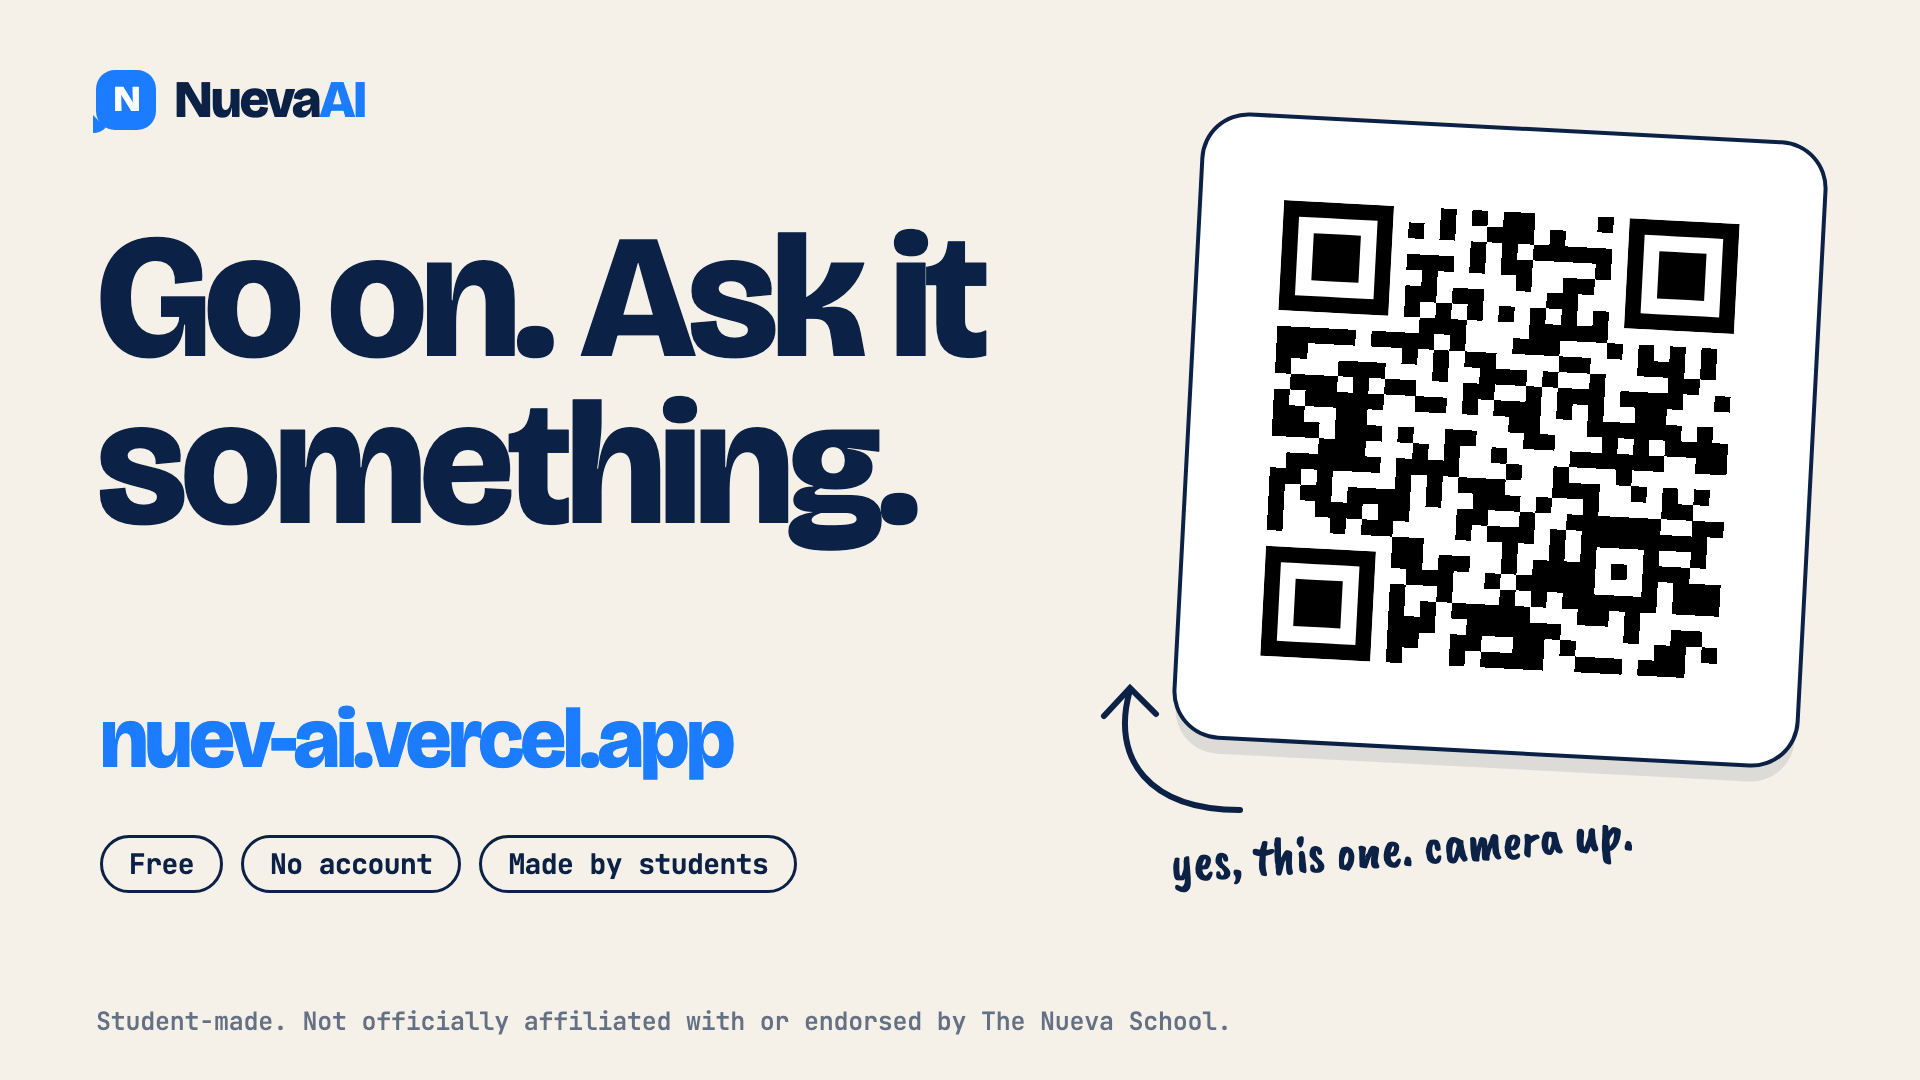 N NuevaAI
Go on. Ask it
something.
nuev-ai.vercel.app
Free No account Made by students
yes, this one. camera up.
Student-made. Not officially affiliated with or endorsed by The Nueva School.